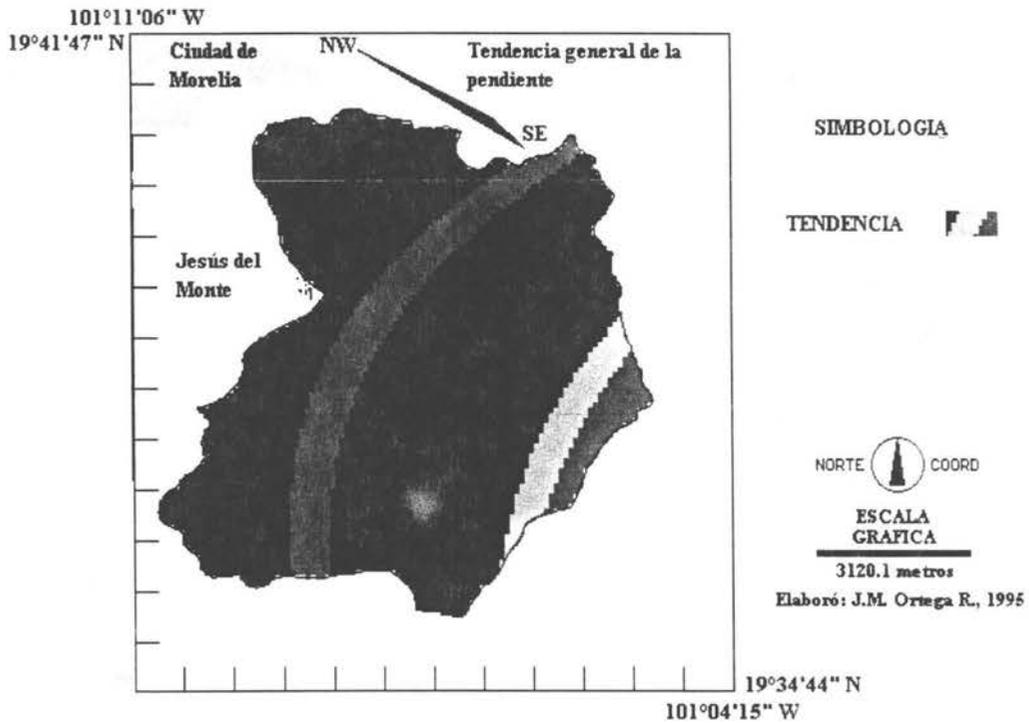 101°11'06" W
19°41'47" N
Ciudad de
Morelia
NW
Tendencia general de la
pendiente
SE
SIMBOLOGIA
TENDENCIA
Jesús del
Monte
NORTE
COORD
ESCALA
GRAFICA
3120.1 metros
Elaboró: J.M. Ortega R., 1995
19°34'44" N
101°04'15" W